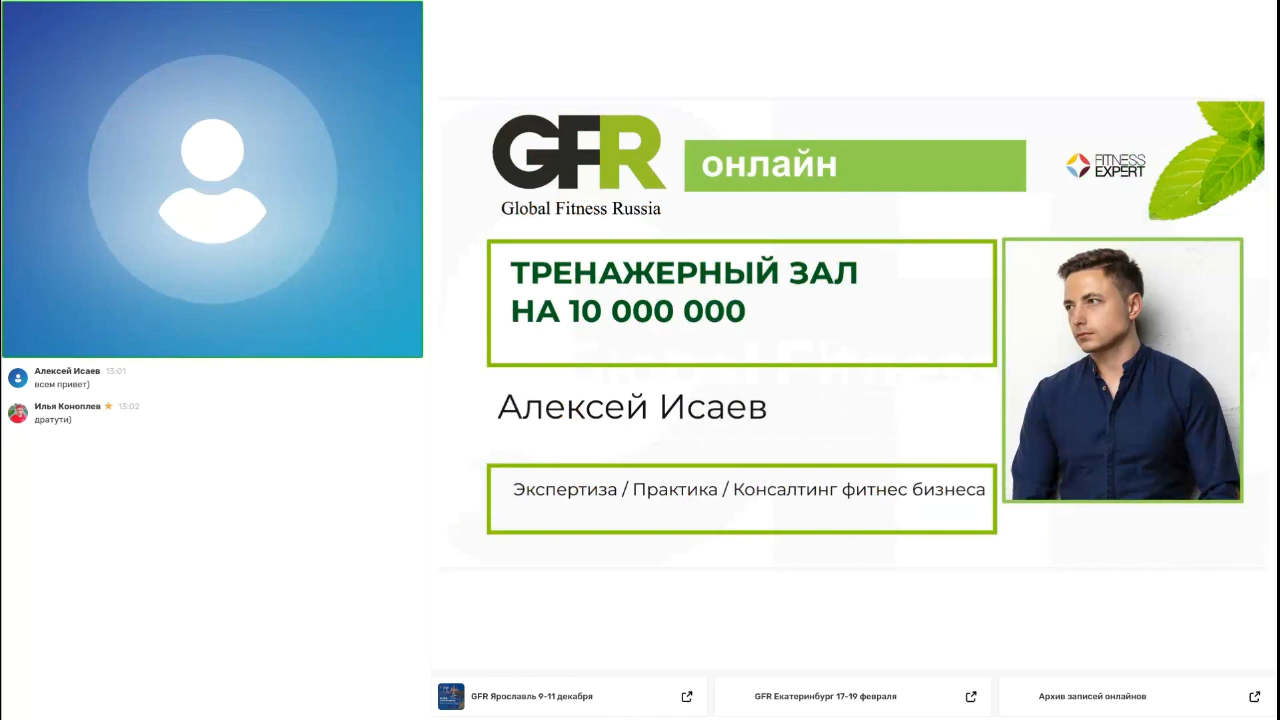 Алексей Исаев 13:01
всем привет)
Илья Коноплев 13:02
дратути)
GFR
Global Fitness Russia
онлайн
FITNESS
EXPERT
ТРЕНАЖЕРНЫЙ ЗАЛ
НА 10 000 000
Алексей Исаев
Экспертиза / Практика / Консалтинг фитнес бизнеса
GFR Ярославль 9-11 декабря
GFR Екатеринбург 17-19 февраля
Архив записей онлайнов